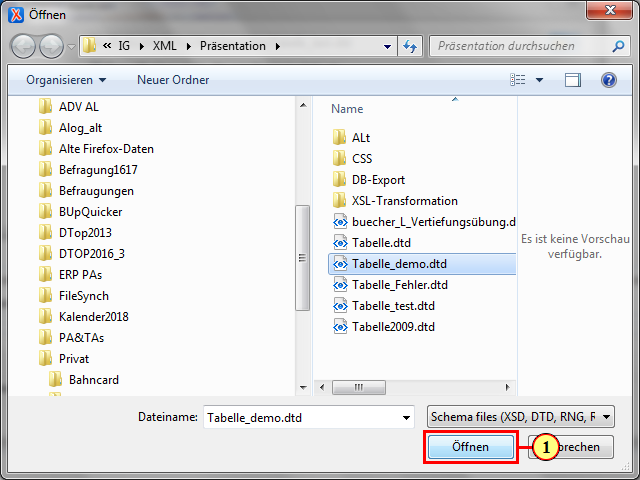 Öffnen
« IG ▸ XML ▸ Präsentation ▸
Präsentation durchsuchen
Organisieren
Neuer Ordner
ADV AL
Alog_alt
Alte Firefox-Daten
Befragung1617
Befraugungen
BUpQuicker
DTop2013
DTOP2016_3
ERP PAs
FileSynch
Kalender2018
PA&TAs
Privat
Bahncard
Name
ALt
CSS
DB-Export
XSL-Transformation
buecher_L_Vertiefungsübung.d
Tabelle.dtd
Tabelle_demo.dtd
Tabelle_Fehler.dtd
Tabelle_test.dtd
Tabelle2009.dtd
Es ist keine Vorschau
verfügbar.
Dateiname:
Tabelle_demo.dtd
Schema files (XSD, DTD, RNG, R
Öffnen
1
brechen